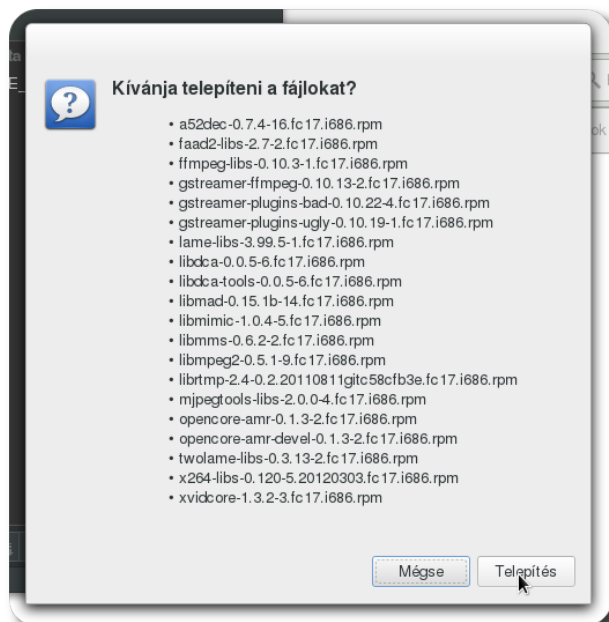 ta
E_
Kívánja telepíteni a fájlokat?
• a52dec-0.7.4-16.fc17.i686.rpm
• faad2-libs-2.7-2.fc17.i686.rpm
• ffmpeg-libs-0.10.3-1.fc17.i686.rpm
• gstreamer-ffmpeg-0.10.13-2.fc17.i686.rpm
• gstreamer-plugins-bad-0.10.22-4.fc17.i686.rpm
• gstreamer-plugins-ugly-0.10.19-1.fc17.i686.rpm
• lame-libs-3.99.5-1.fc17.i686.rpm
• libdca-0.0.5-6.fc17.i686.rpm
• libdca-tools-0.0.5-6.fc17.i686.rpm
• libmad-0.15.1b-14.fc17.i686.rpm
• libmimic-1.0.4-5.fc17.i686.rpm
• libmms-0.6.2-2.fc17.i686.rpm
• libmpeg2-0.5.1-9.fc17.i686.rpm
• librtmp-2.4-0.2.20110811gitc58cfb3e.fc17.i686.rpm
• mjpegtools-libs-2.0.0-4.fc17.i686.rpm
• opencore-amr-0.1.3-2.fc17.i686.rpm
• opencore-amr-devel-0.1.3-2.fc17.i686.rpm
• twolame-libs-0.3.13-2.fc17.i686.rpm
• x264-libs-0.120-5.20120303.fc17.i686.rpm
• xvidcore-1.3.2-3.fc17.i686.rpm
ok
Mégse Telepítés